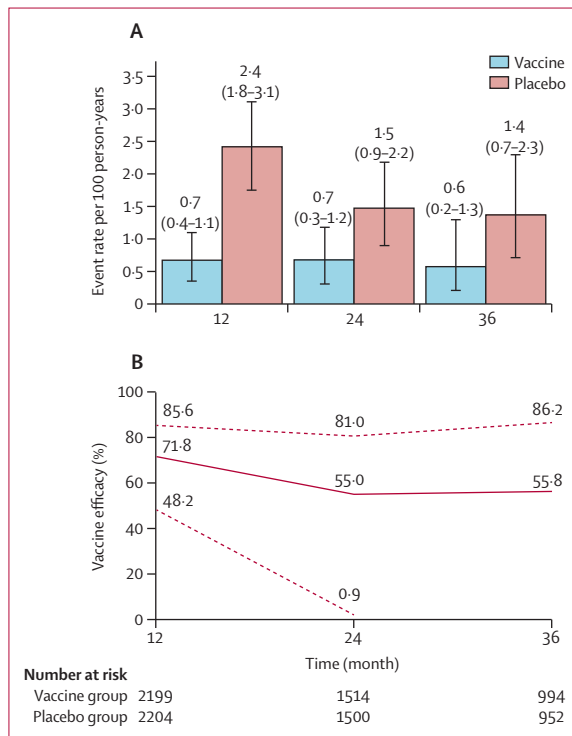 A
Vaccine
Placebo
Event rate per 100 person-years
3·5
3·0
2·5
2·0
1·5
1·0
0·5
0
0·7
(0·4–1·1)
2·4
(1·8–3·1)
0·7
(0·3–1·2)
1·5
(0·9–2·2)
0·6
(0·2–1·3)
1·4
(0·7–2·3)
12 24 36
B
Vaccine efficacy (%)
100
80
60
40
20
0
85·6 81·0 86·2
71·8 55·0 55·8
48·2 0·9
12 24 36
Time (month)
Number at risk
Vaccine group 2199 1514 994
Placebo group 2204 1500 952